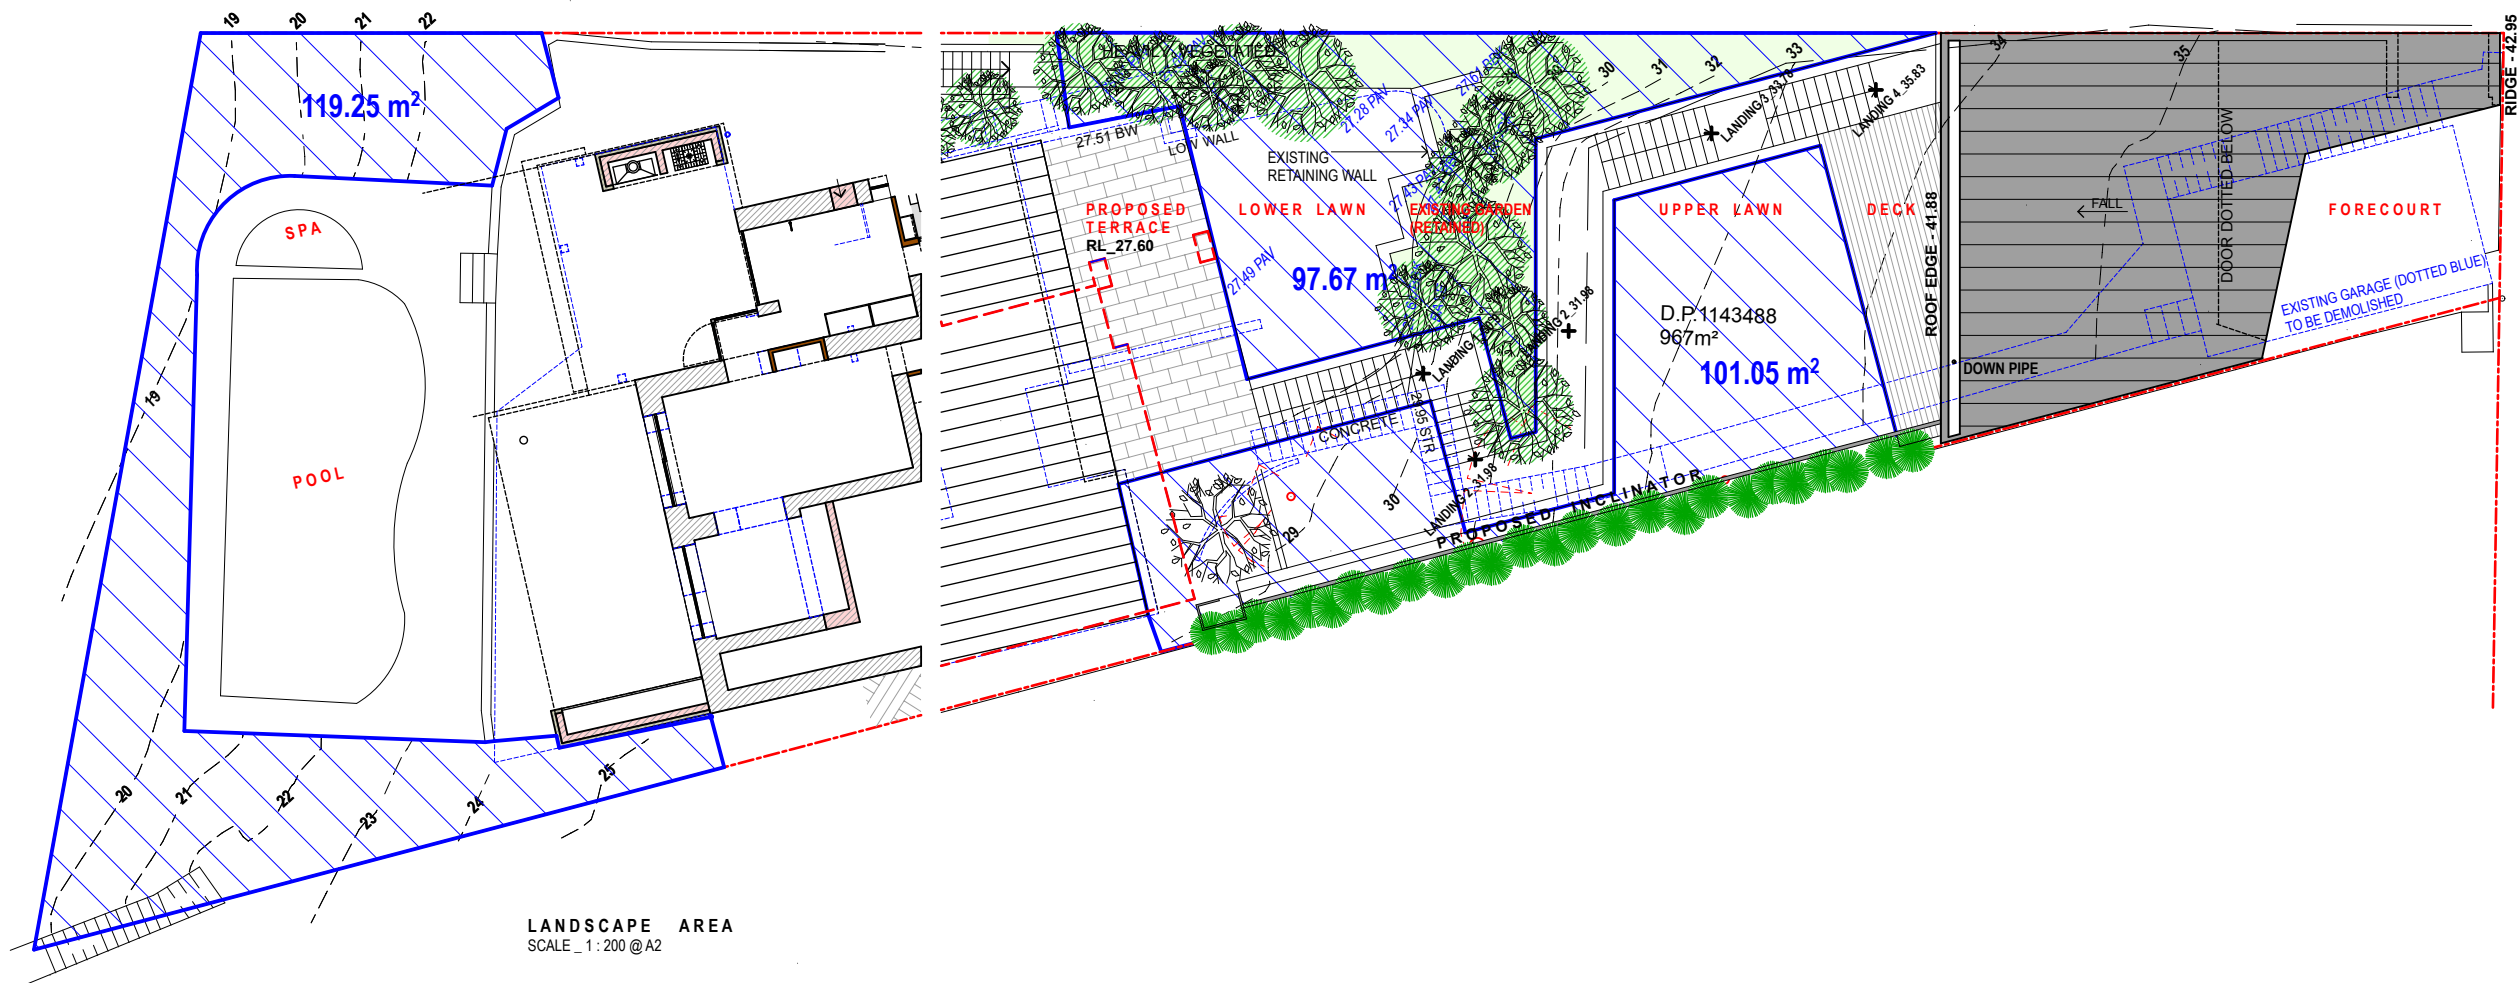 19
20
21
22
119.25 m²
SPA
POOL
19
20
21
22
23
24
25
LANDSCAPE AREA
SCALE _ 1 : 200 @ A2
HEAVILY VEGETATED
27.51 BW
LOW WALL
EXISTING
RETAINING WALL
27.28 PAV
27.34 PAV
27.61 BW
27.43 PAV
27.49 PAV
PROPOSED
TERRACE
RL_27.60
LOWER LAWN
97.67 m²
EXISTING GARDEN
(RETAINED)
30
31
32
33
34
35
LANDING 3_33.78
LANDING 4_35.83
UPPER LAWN
DECK
D.P.1143488
967m²
101.05 m²
LANDING 2_31.98
CONCRETE
29.95 STR
LANDING 2_31.98
29
30
PROPOSED INCLINATOR
ROOF EDGE - 41.88
DOWN PIPE
FALL
DOOR DOTTED BELOW
FORECOURT
EXISTING GARAGE (DOTTED BLUE)
TO BE DEMOLISHED
RIDGE - 42.95